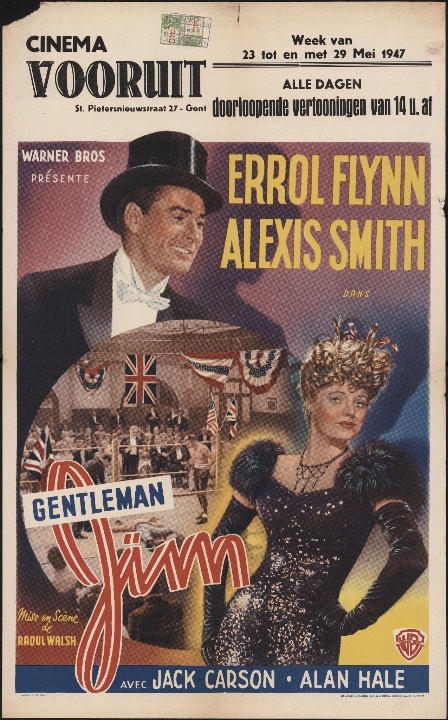 CINEMA
VOORUIT
St. Pietersnieuwstraat 27 - Gent
Week van
23 tot en met 29 Mei 1947
ALLE DAGEN
doorloopende vertooningen van 14 u. af
WARNER BROS
PRÉSENTE
ERROL FLYNN
ALEXIS SMITH
DANS
GENTLEMAN
Jim
Mise en Scène
de
RAOUL WALSH
WB
AVEC JACK CARSON • ALAN HALE